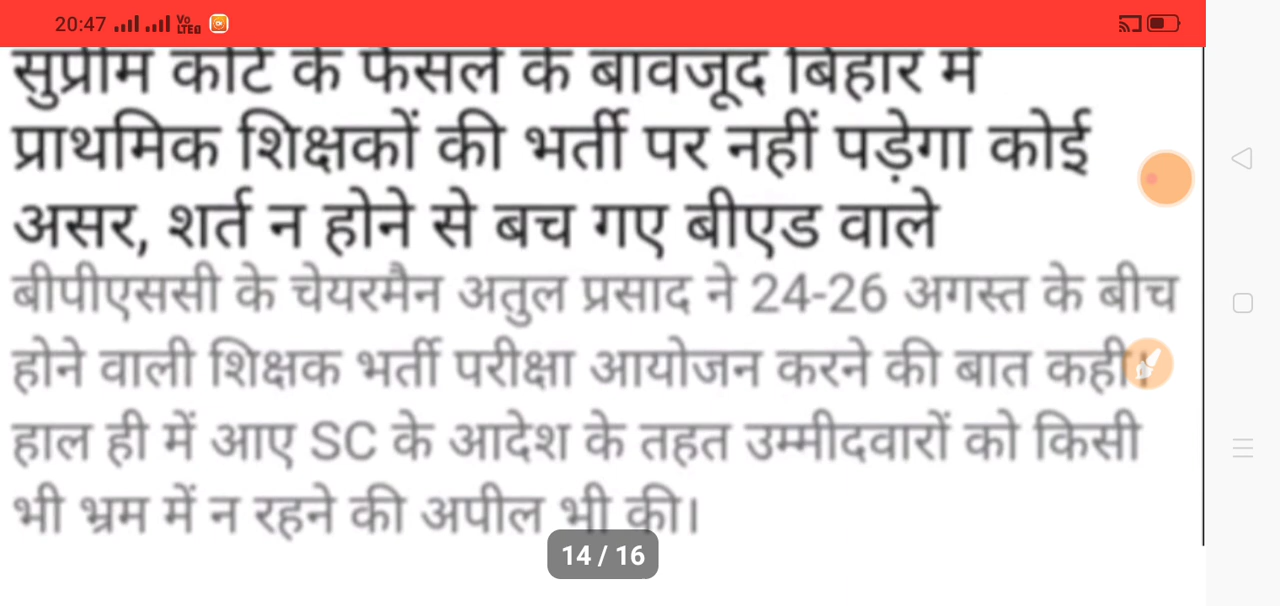 20:47 Vo LTE
सुप्रीम कोर्ट के फैसले के बावजूद बिहार में
प्राथमिक शिक्षकों की भर्ती पर नहीं पड़ेगा कोई
असर, शर्त न होने से बच गए बीएड वाले
बीपीएससी के चेयरमैन अतुल प्रसाद ने 24-26 अगस्त के बीच
होने वाली शिक्षक भर्ती परीक्षा आयोजन करने की बात कही।
हाल ही में आए SC के आदेश के तहत उम्मीदवारों को किसी
भी भ्रम में न रहने की अपील भी की।
14 / 16